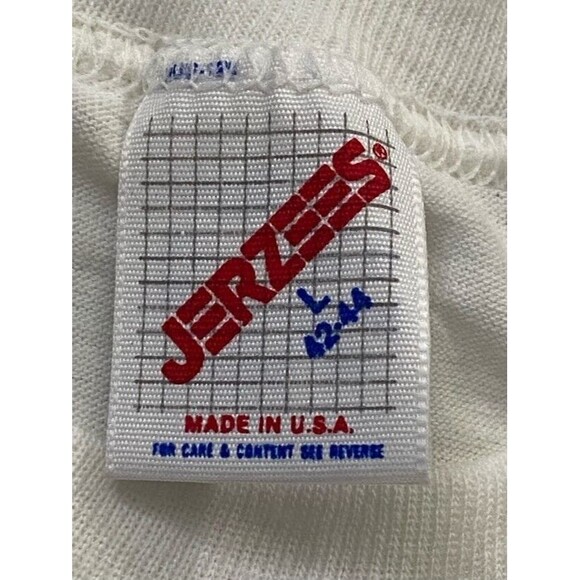 JERZEES®
L
42-44
MADE IN U.S.A.
FOR CARE & CONTENT SEE REVERSE